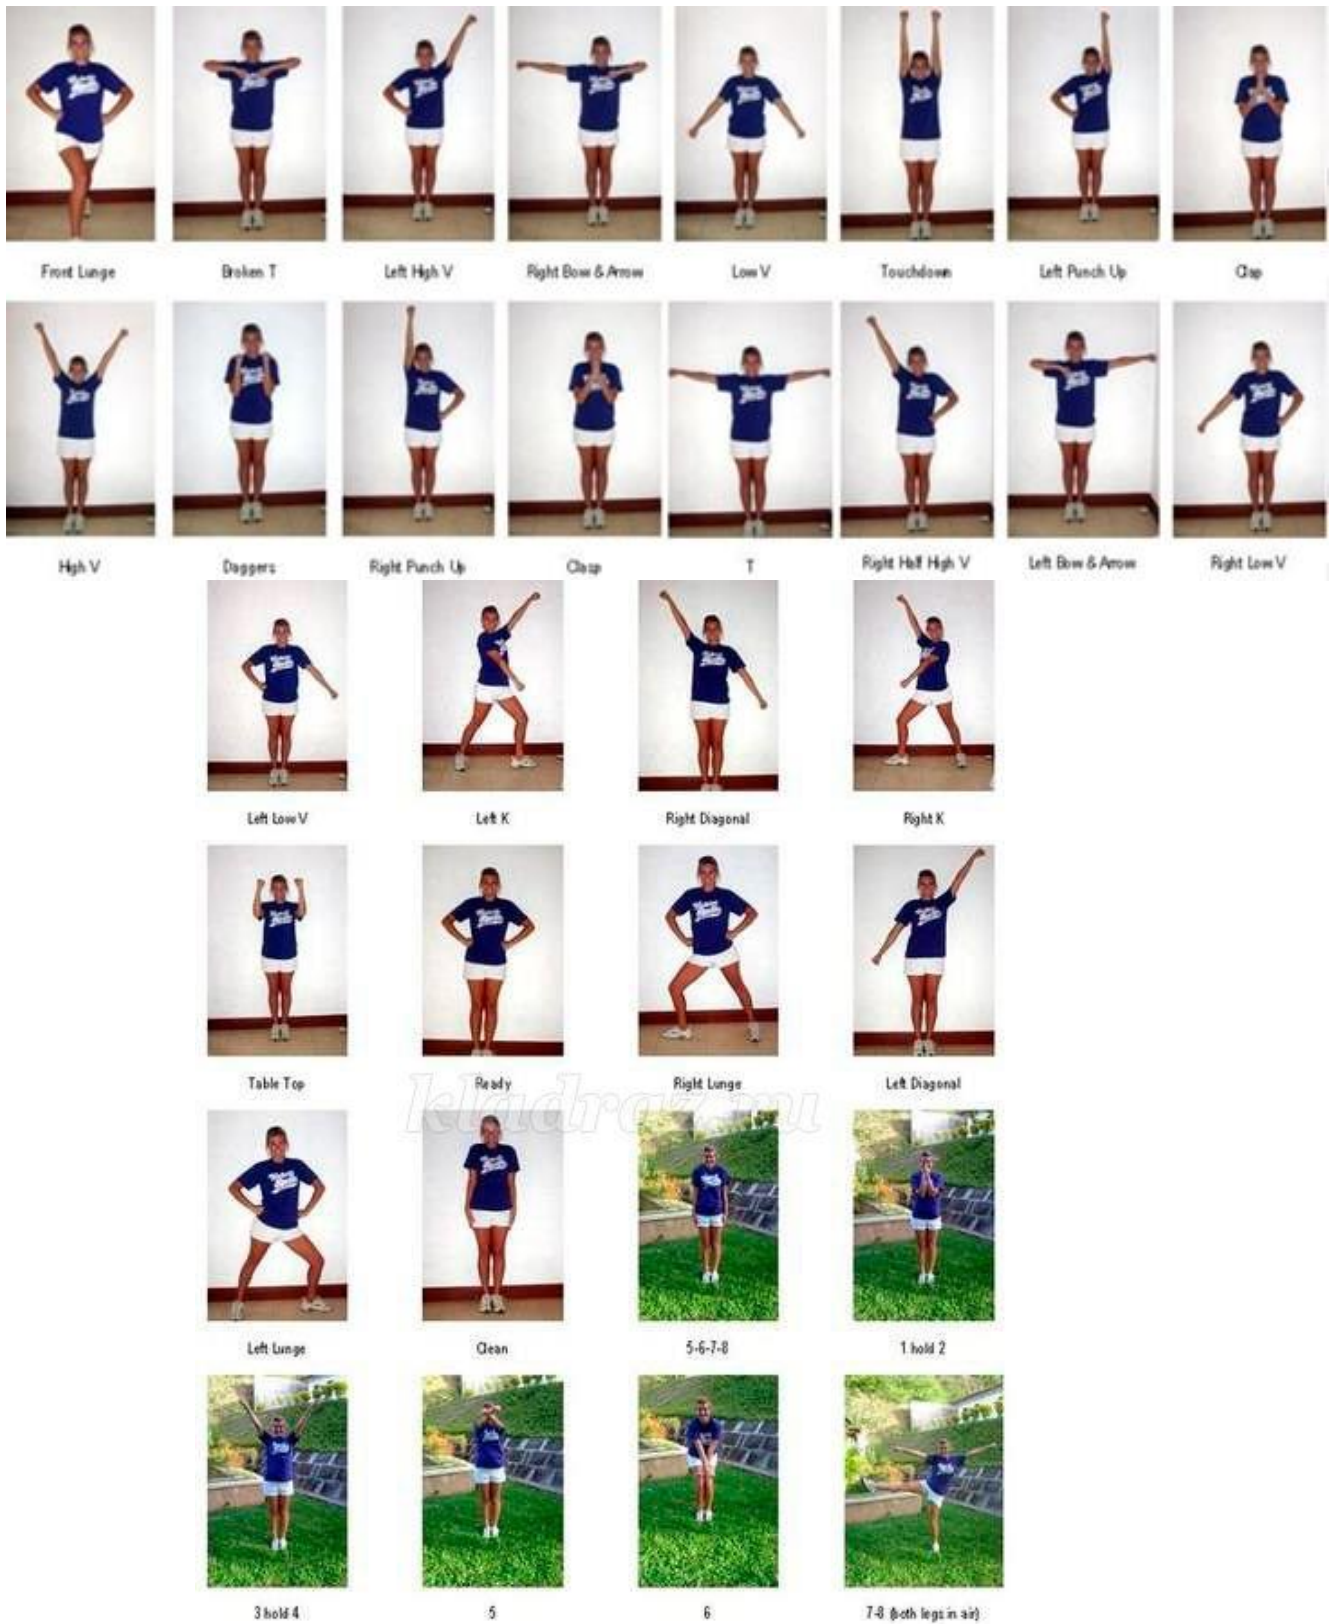 Front Lunge
Broken T
Left High V
Right Bow & Arrow
Low V
Touchdown
Left Punch Up
Clap
High V
Daggers
Right Punch Up
Clasp
T
Right Half High V
Left Bow & Arrow
Right Low V
Left Low V
Left K
Right Diagonal
Right K
Table Top
Ready
Right Lunge
Left Diagonal
kladraz.ru
Left Lunge
Clean
5-6-7-8
1 hold 2
3 hold 4
5
6
7-8 (both legs in air)